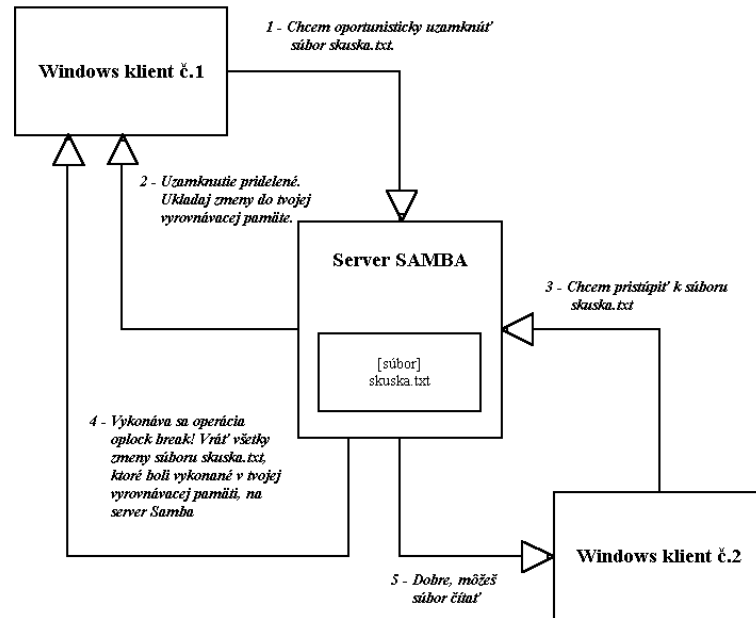 1 - Chcem oportunisticky uzamknúť
súbor skuska.txt.
Windows klient č.1
2 - Uzamknutie pridelené.
Ukladaj zmeny do tvojej
vyrovnávacej pamäte.
Server SAMBA
3 - Chcem pristúpiť k súboru
skuska.txt
[súbor]
skuska.txt
4 - Vykonáva sa operácia
oplock break! Vráť všetky
zmeny súboru skuska.txt,
ktoré boli vykonané v tvojej
vyrovnávacej pamäti, na
server Samba
Windows klient č.2
5 - Dobre, môžeš
súbor čítať